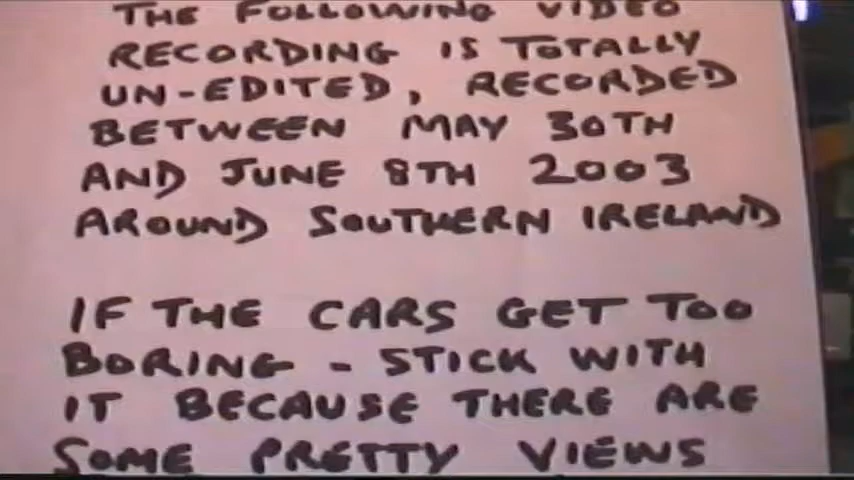 THE FOLLOWING VIDEO
RECORDING IS TOTALLY
UN-EDITED, RECORDED
BETWEEN MAY 30TH
AND JUNE 8TH 2003
AROUND SOUTHERN IRELAND
IF THE CARS GET TOO
BORING - STICK WITH
IT BECAUSE THERE ARE
SOME PRETTY VIEWS